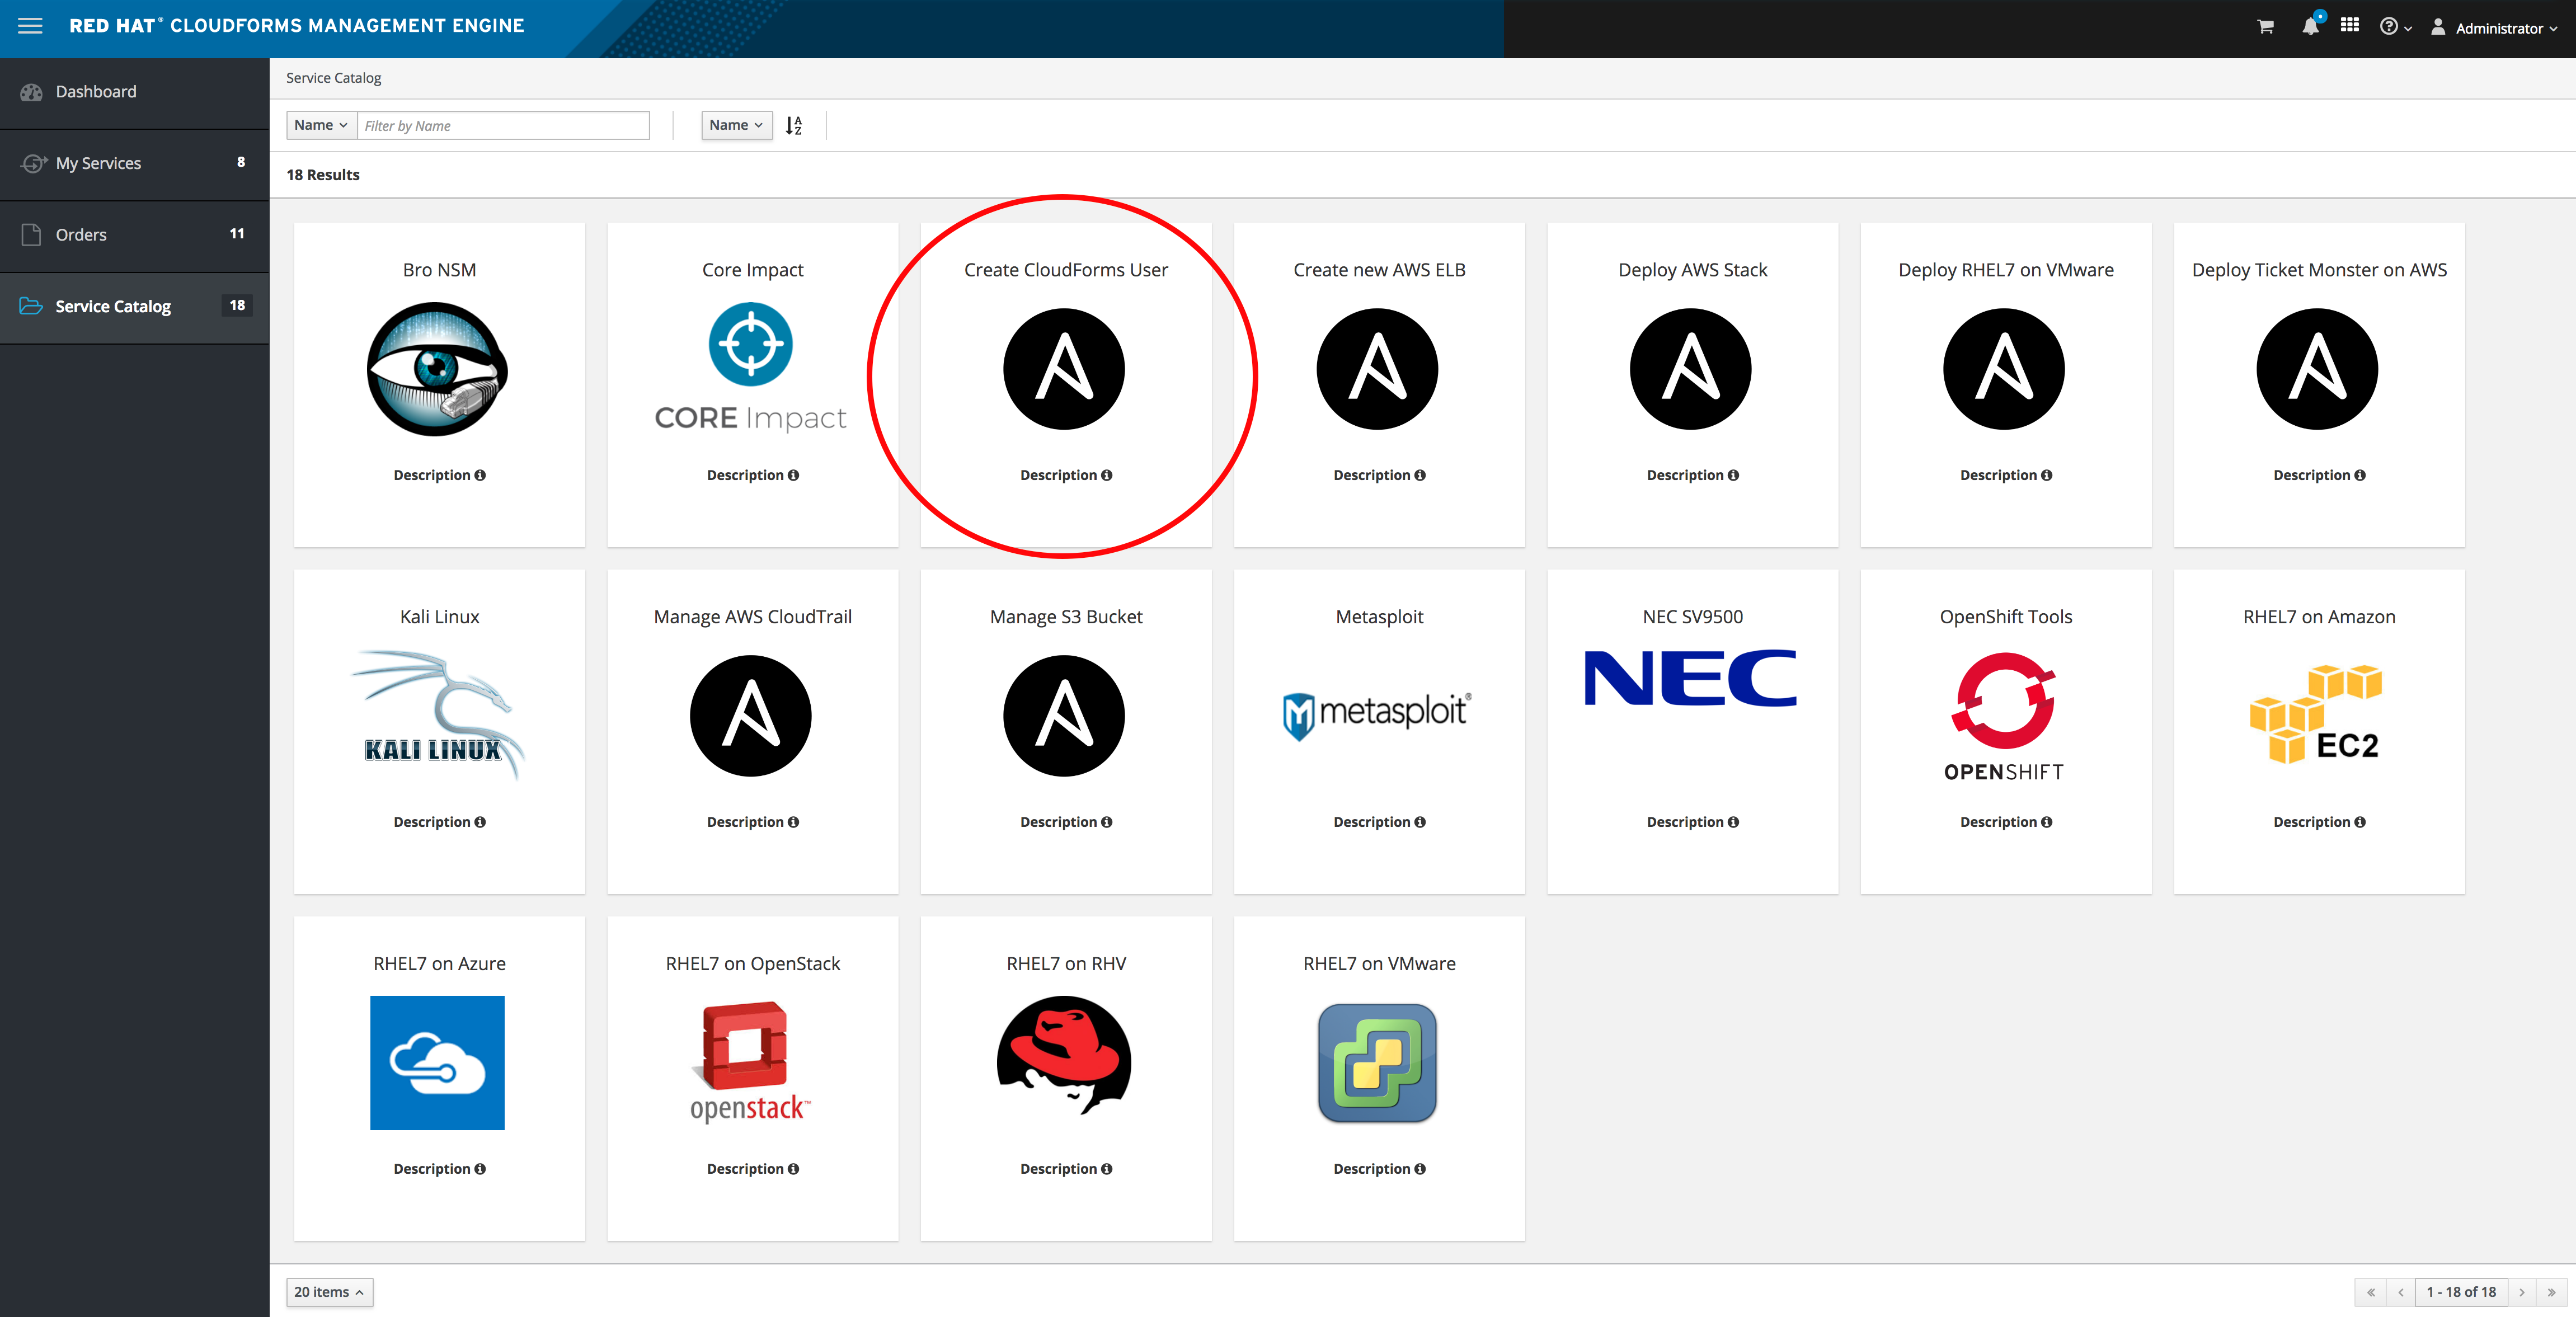 RED HAT® CLOUDFORMS MANAGEMENT ENGINE
Administrator
Dashboard
My Services 8
Orders 11
Service Catalog 18
Service Catalog
Name Filter by Name Name
18 Results
Bro NSM
Description
Core Impact
CORE Impact
Description
Create CloudForms User
Description
Create new AWS ELB
Description
Deploy AWS Stack
Description
Deploy RHEL7 on VMware
Description
Deploy Ticket Monster on AWS
Description
Kali Linux
KALI LINUX
Description
Manage AWS CloudTrail
Description
Manage S3 Bucket
Description
Metasploit
metasploit®
Description
NEC SV9500
NEC
Description
OpenShift Tools
OPENSHIFT
Description
RHEL7 on Amazon
EC2
Description
RHEL7 on Azure
Description
RHEL7 on OpenStack
openstack™
Description
RHEL7 on RHV
Description
RHEL7 on VMware
Description
20 items
« ‹ 1 - 18 of 18 › »